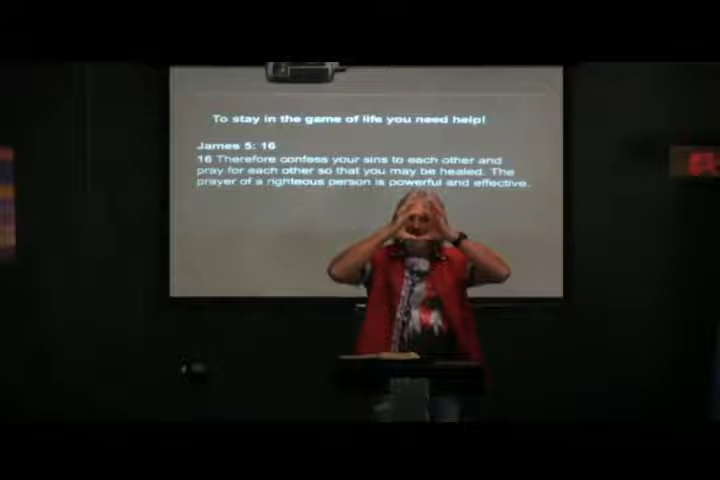 To stay in the game of life you need help!
James 5: 16
16 Therefore confess your sins to each other and
pray for each other so that you may be healed. The
prayer of a righteous person is powerful and effective.